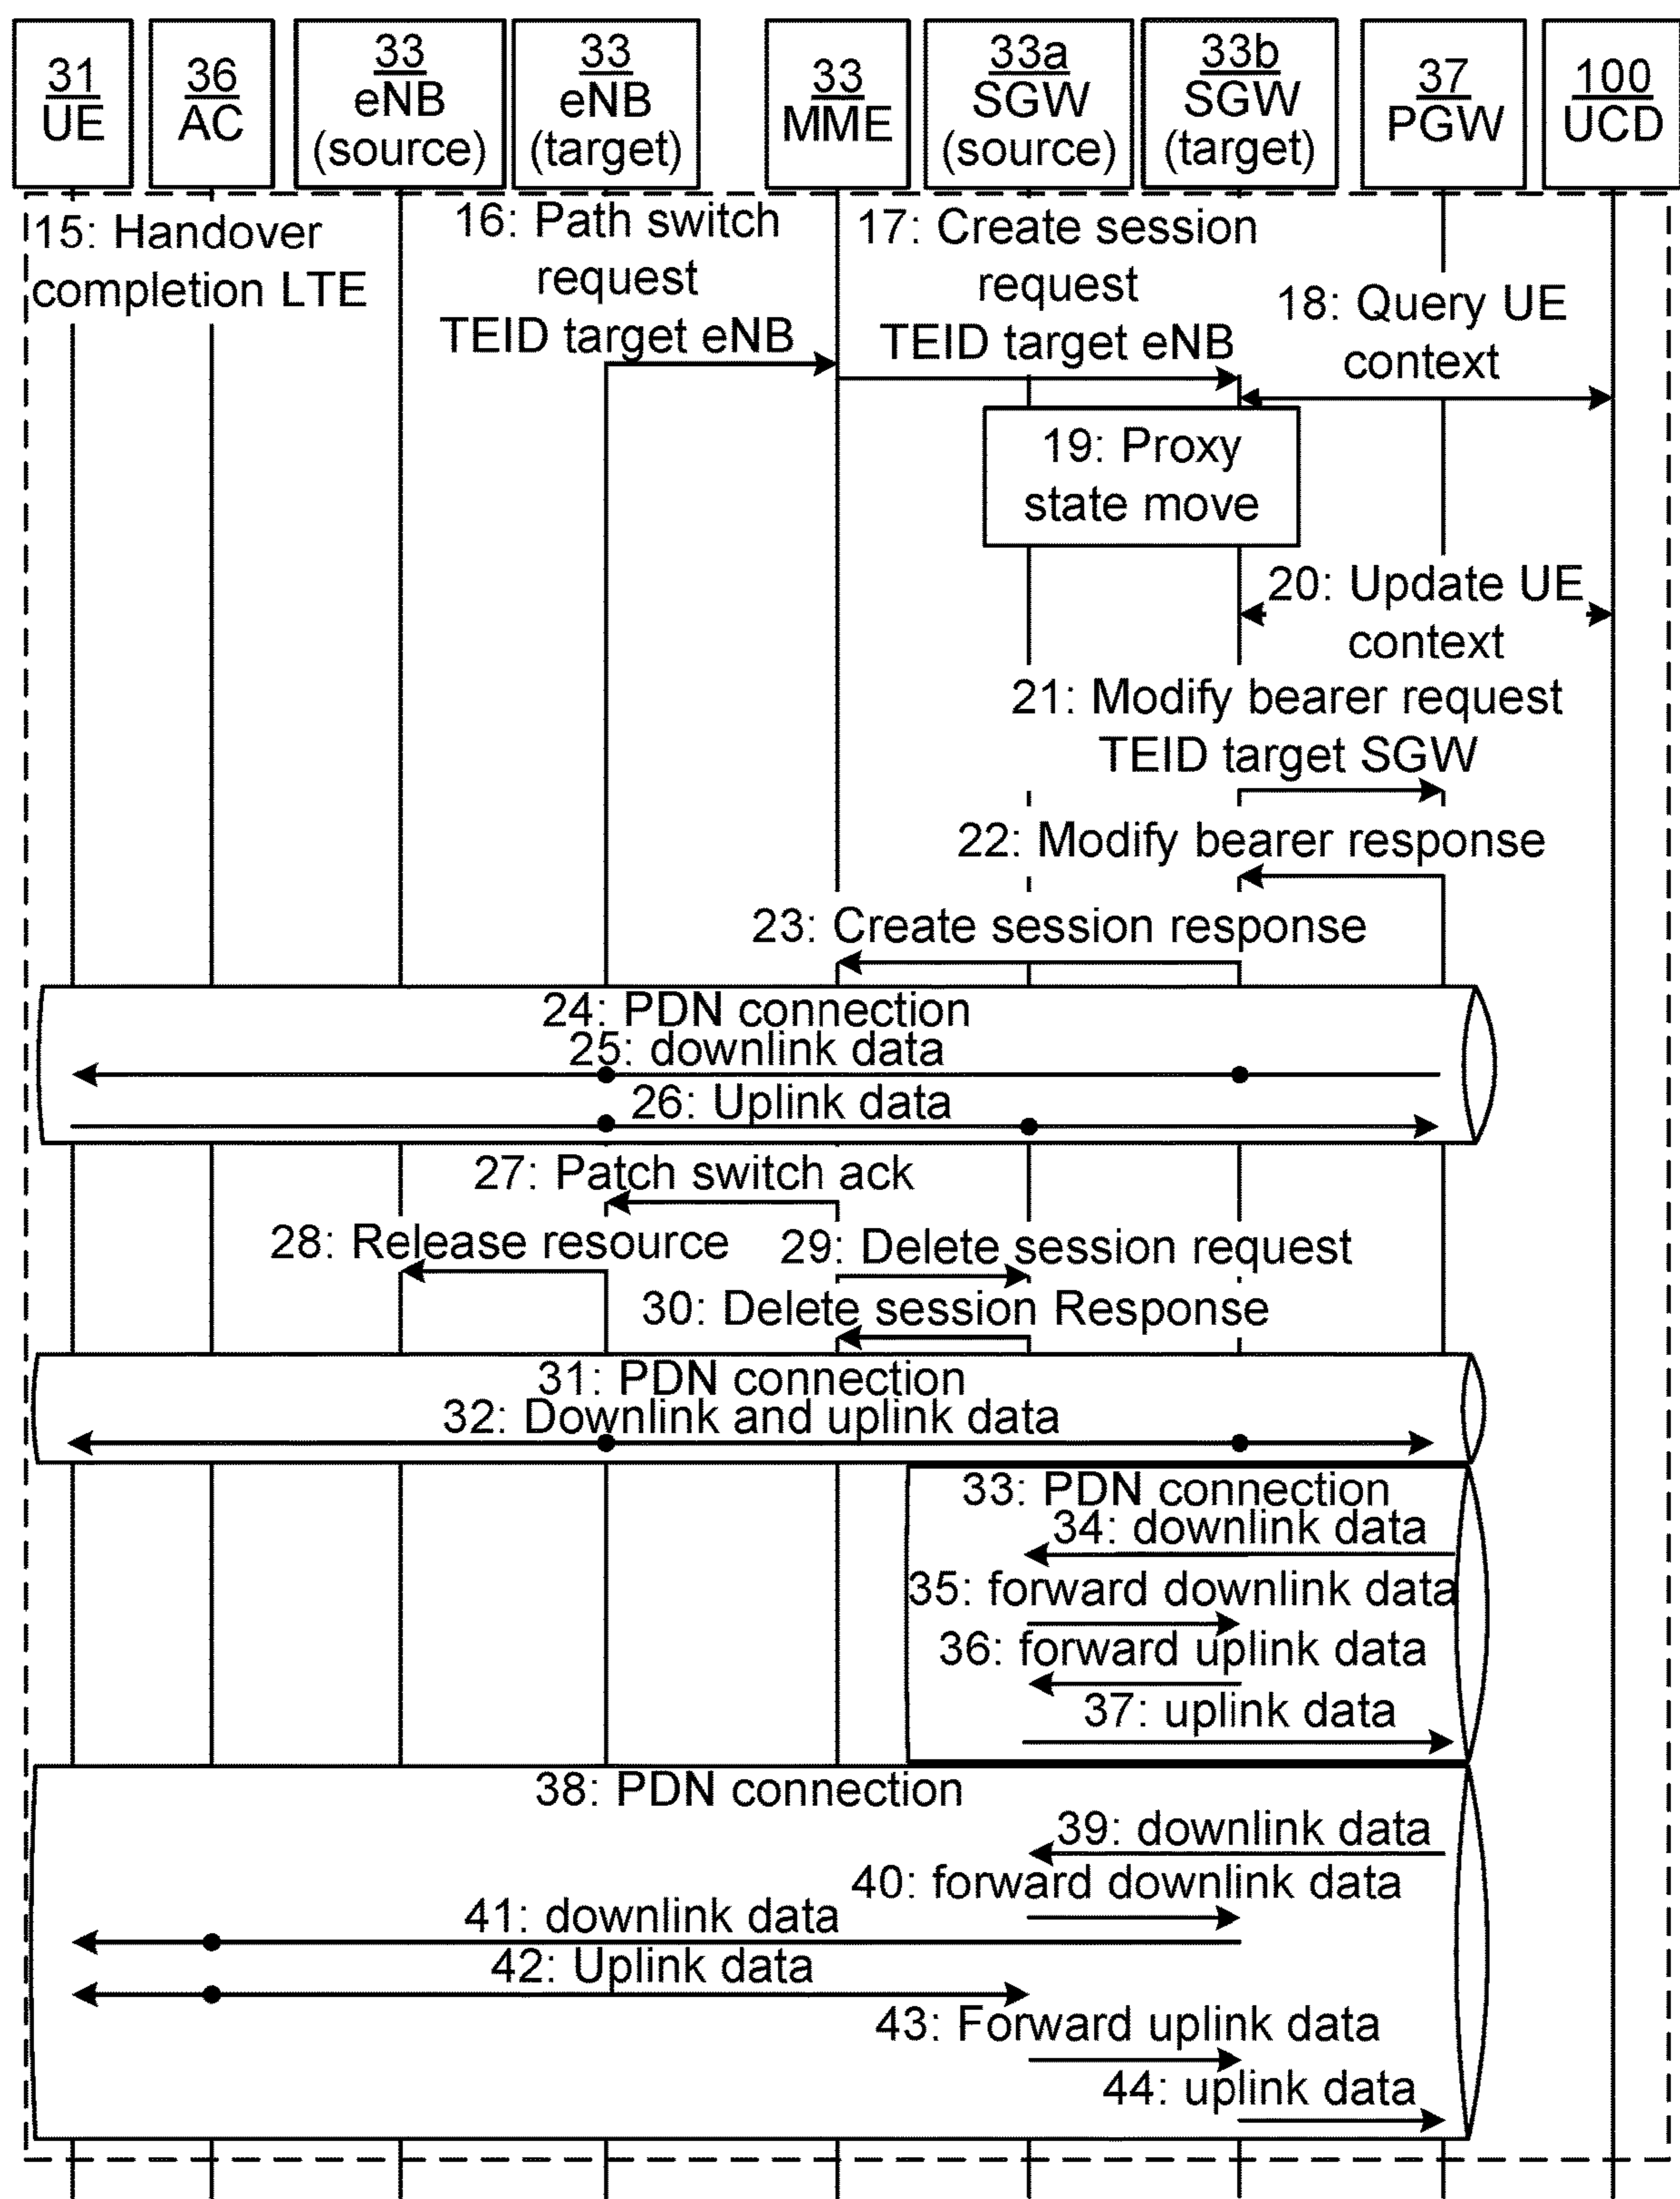 31
UE
36
AC
33
eNB
(source)
33
eNB
(target)
33
MME
33a
SGW
(source)
33b
SGW
(target)
37
PGW
100
UCD
15: Handover
completion LTE
16: Path switch
request
TEID target eNB
17: Create session
request
TEID target eNB
18: Query UE
context
19: Proxy
state move
20: Update UE
context
21: Modify bearer request
TEID target SGW
22: Modify bearer response
23: Create session response
24: PDN connection
25: downlink data
26: Uplink data
27: Patch switch ack
28: Release resource
29: Delete session request
30: Delete session Response
31: PDN connection
32: Downlink and uplink data
33: PDN connection
34: downlink data
35: forward downlink data
36: forward uplink data
37: uplink data
38: PDN connection
39: downlink data
40: forward downlink data
41: downlink data
42: Uplink data
43: Forward uplink data
44: uplink data